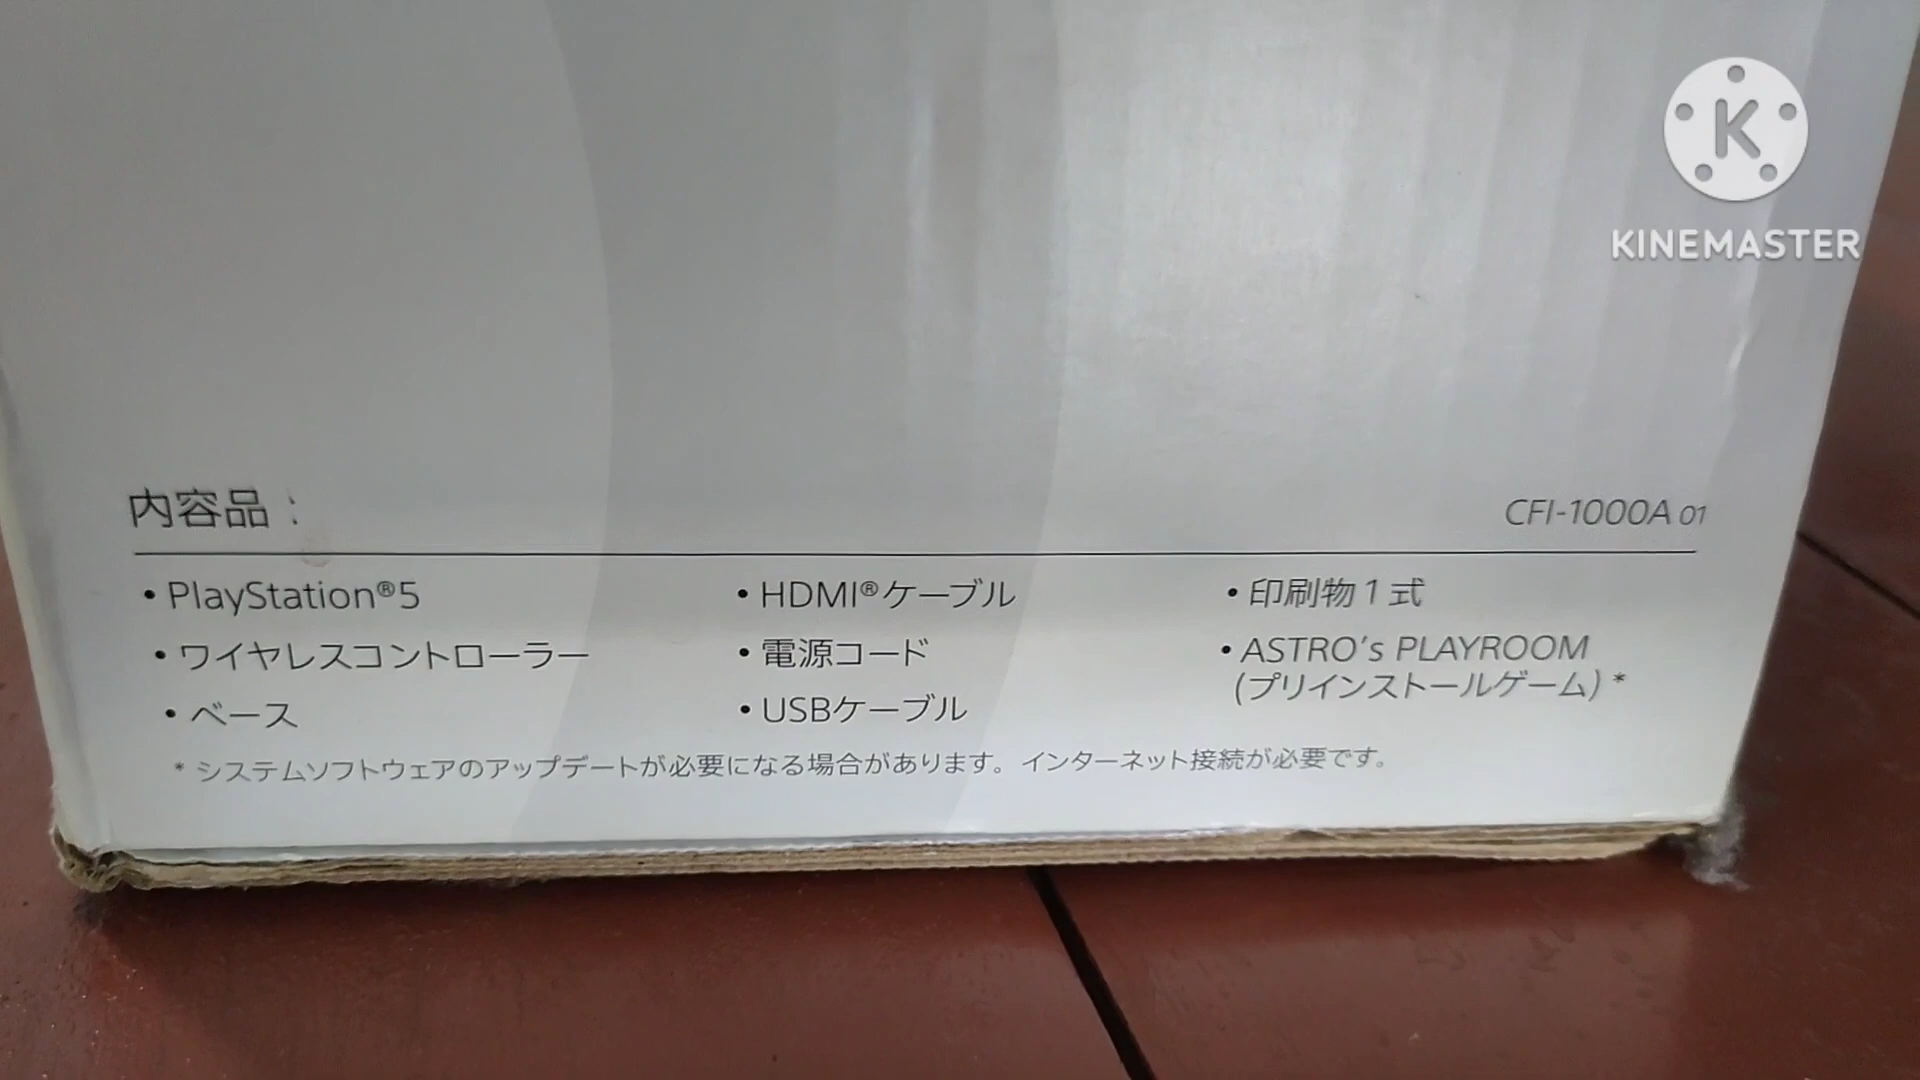 K
KINEMASTER
内容品：
CFI-1000A 01
• PlayStation®5
• ワイヤレスコントローラー
• ベース
• HDMI®ケーブル
• 電源コード
• USBケーブル
• 印刷物1式
• ASTRO's PLAYROOM
(プリインストールゲーム) *
* システムソフトウェアのアップデートが必要になる場合があります。インターネット接続が必要です。